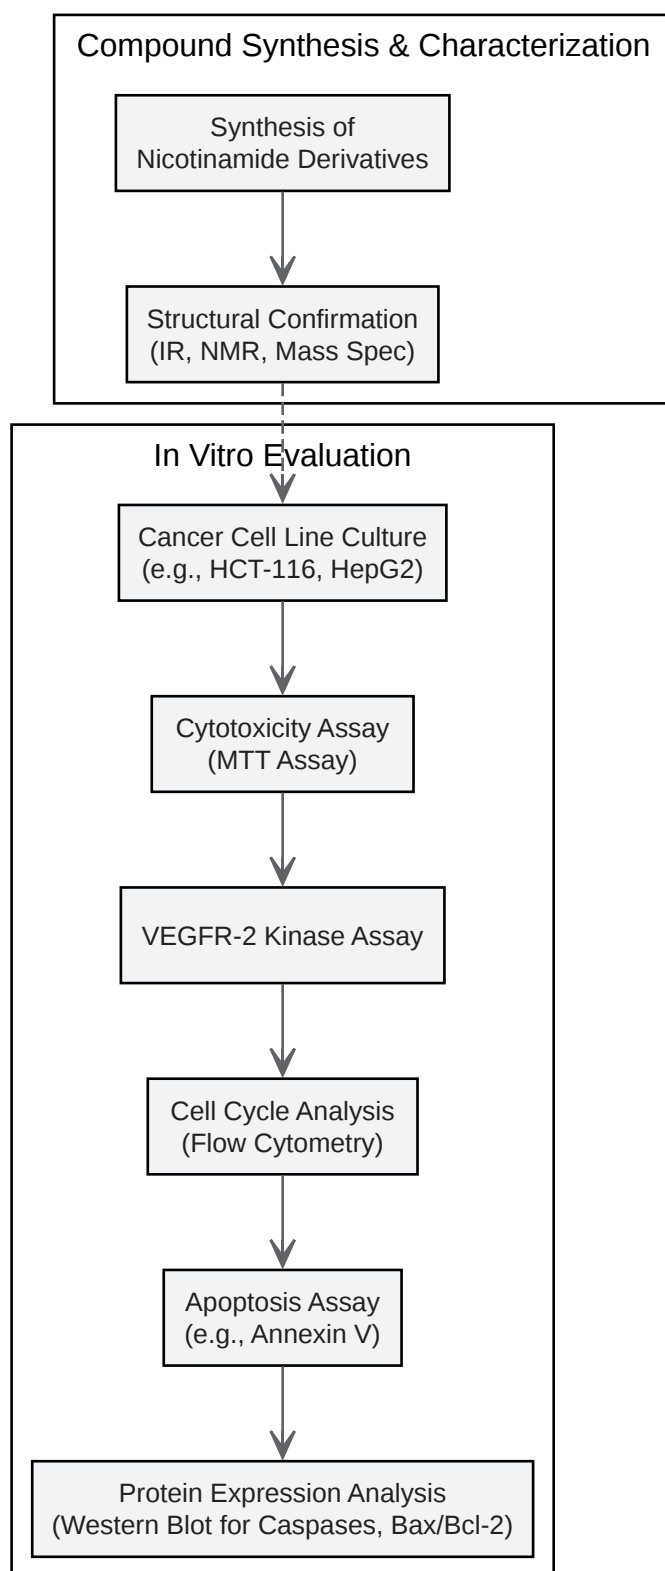 Compound Synthesis & Characterization
Synthesis of
Nicotinamide Derivatives
Structural Confirmation
(IR, NMR, Mass Spec)
In Vitro Evaluation
Cancer Cell Line Culture
(e.g., HCT-116, HepG2)
Cytotoxicity Assay
(MTT Assay)
VEGFR-2 Kinase Assay
Cell Cycle Analysis
(Flow Cytometry)
Apoptosis Assay
(e.g., Annexin V)
Protein Expression Analysis
(Western Blot for Caspases, Bax/Bcl-2)